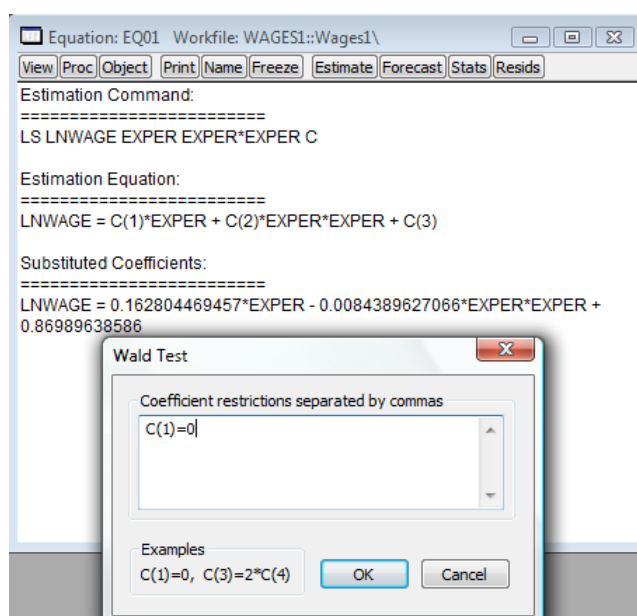 Equation: EQ01 Workfile: WAGES1::Wages1\
View Proc Object Print Name Freeze Estimate Forecast Stats Resids
Estimation Command:
=========================
LS LNWAGE EXPER EXPER*EXPER C
Estimation Equation:
=========================
LNWAGE = C(1)*EXPER + C(2)*EXPER*EXPER + C(3)
Substituted Coefficients:
=========================
LNWAGE = 0.162804469457*EXPER - 0.0084389627066*EXPER*EXPER +
0.86989638586
Wald Test
Coefficient restrictions separated by commas
C(1)=0
Examples
C(1)=0, C(3)=2*C(4)
OK Cancel